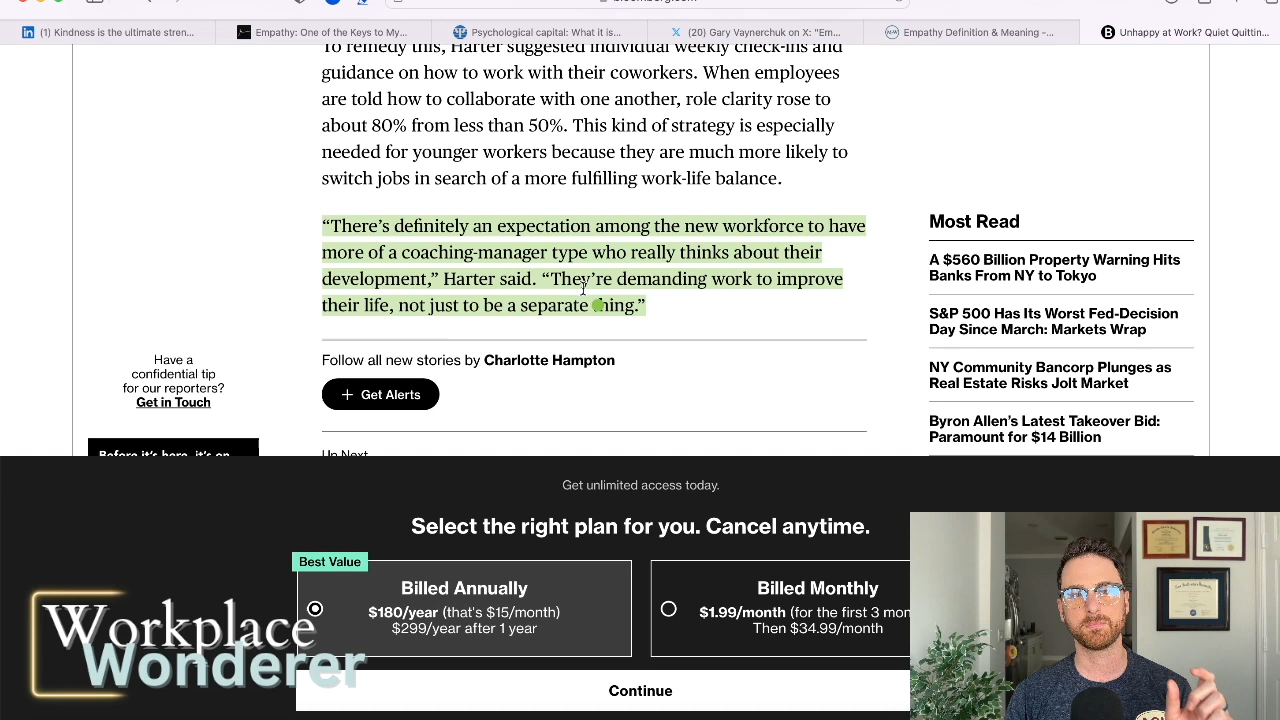 bloomberg.com
(1) Kindness is the ultimate stren...
Empathy: One of the Keys to My...
Psychological capital: What it is...
(20) Gary Vaynerchuk on X: "Em...
Empathy Definition & Meaning –...
Unhappy at Work? Quiet Quittin...
To remedy this, Harter suggested individual weekly check-ins and
guidance on how to work with their coworkers. When employees
are told how to collaborate with one another, role clarity rose to
about 80% from less than 50%. This kind of strategy is especially
needed for younger workers because they are much more likely to
switch jobs in search of a more fulfilling work-life balance.
“There’s definitely an expectation among the new workforce to have
more of a coaching-manager type who really thinks about their
development,” Harter said. “They’re demanding work to improve
their life, not just to be a separate thing.”
Follow all new stories by Charlotte Hampton
+ Get Alerts
Up Next
Have a
confidential tip
for our reporters?
Get in Touch
Before it’s here, it’s on
Most Read
A $560 Billion Property Warning Hits
Banks From NY to Tokyo
S&P 500 Has Its Worst Fed-Decision
Day Since March: Markets Wrap
NY Community Bancorp Plunges as
Real Estate Risks Jolt Market
Byron Allen’s Latest Takeover Bid:
Paramount for $14 Billion
Get unlimited access today.
Select the right plan for you. Cancel anytime.
Best Value
Billed Annually
$180/year (that's $15/month)
$299/year after 1 year
Billed Monthly
$1.99/month (for the first 3 mon
Then $34.99/month
Continue
Workplace
Wonderer